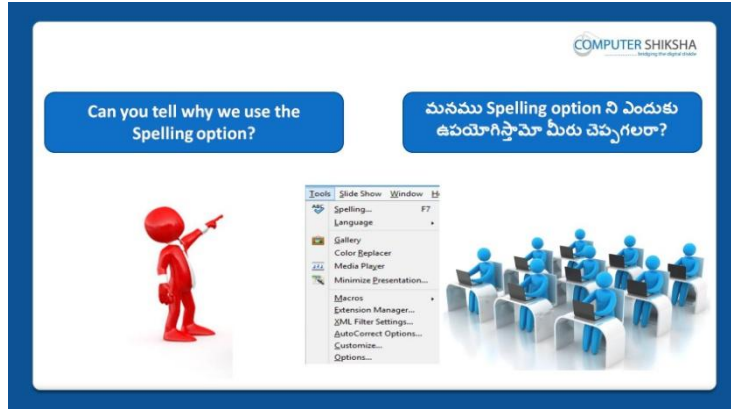 COMPUTER SHIKSHA
bridging the digital divide
Can you tell why we use the
Spelling option?
మనము Spelling option ని ఎందుకు
ఉపయోగిస్తామో మీరు చెప్పగలరా?
Tools Slide Show Window H
ABC Spelling... F7
Language
Gallery
Color Replacer
Media Player
Minimize Presentation...
Macros
Extension Manager...
XML Filter Settings...
AutoCorrect Options...
Customize...
Options...